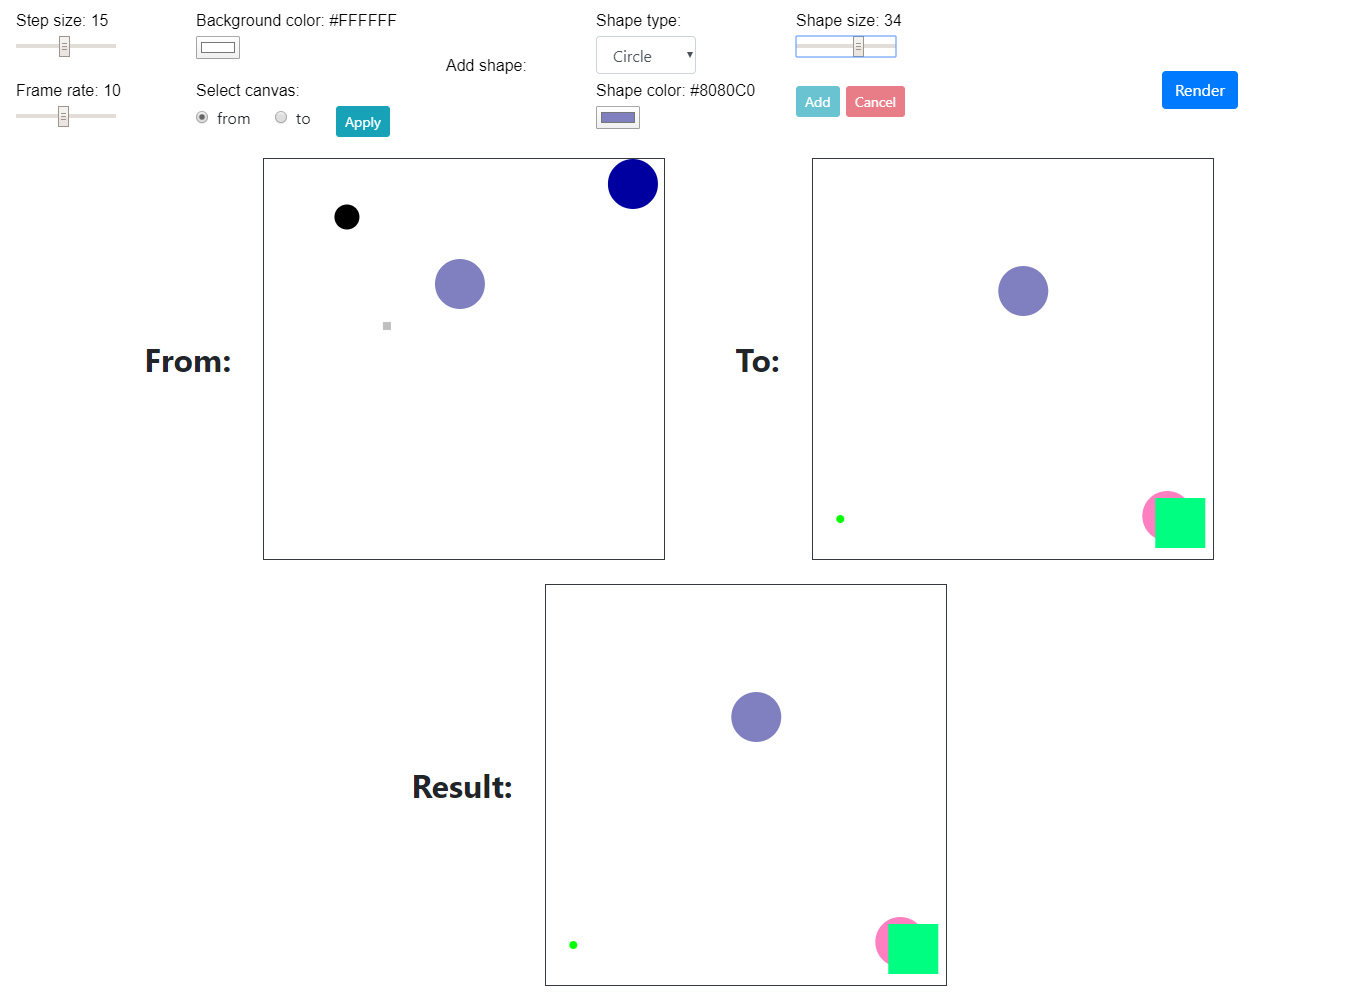 Step size: 15
Background color: #FFFFFF
Shape type:
Shape size: 34
Circle
Add shape:
Frame rate: 10
Select canvas:
Shape color: #8080C0
Render
from
to
Apply
Add
Cancel
From:
To:
Result: